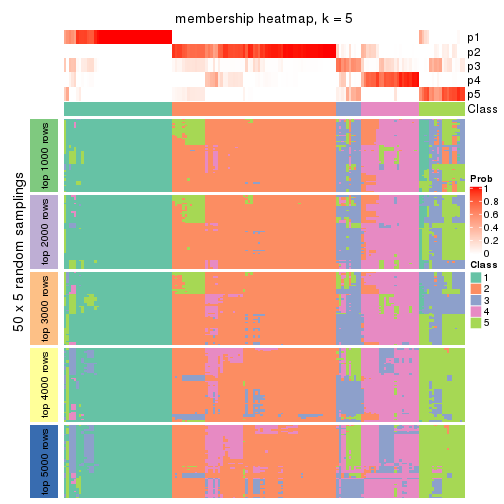 membership heatmap, k = 5
p1
p2
p3
p4
p5
Class
50 x 5 random samplings
top 1000 rows
top 2000 rows
top 3000 rows
top 4000 rows
top 5000 rows
Prob
1
0.8
0.6
0.4
0.2
0
Class
1
2
3
4
5